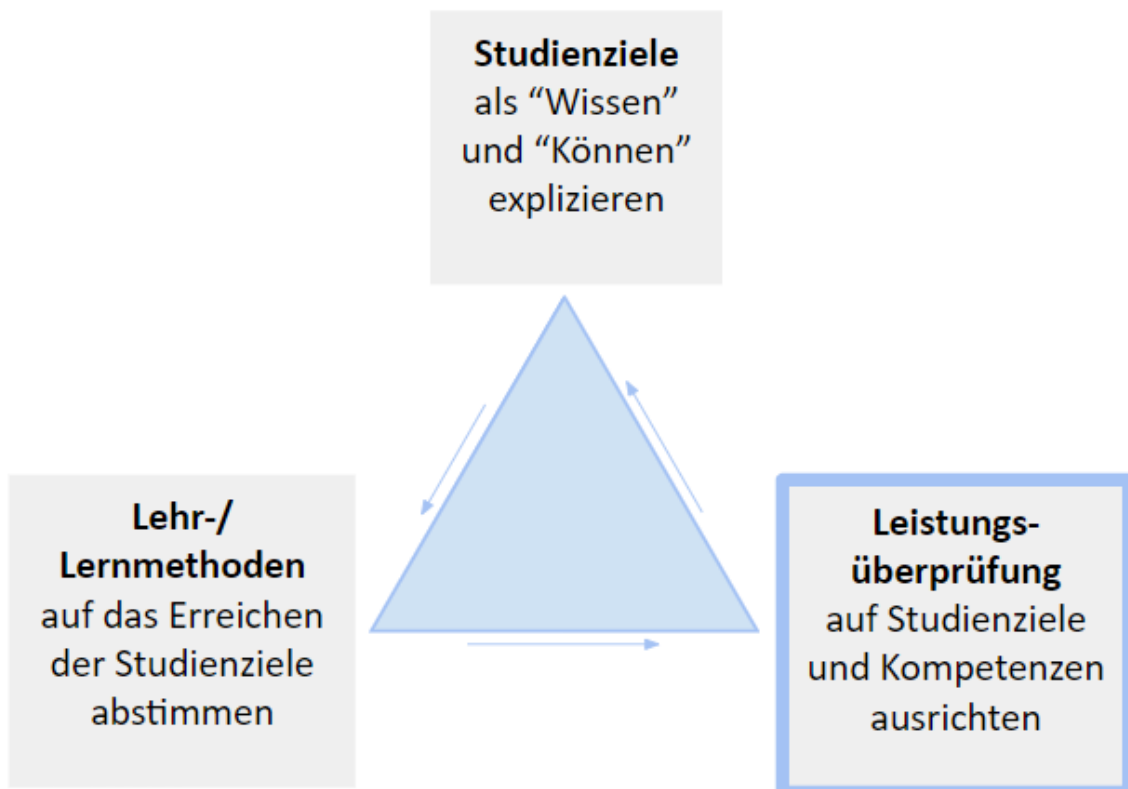 Studienziele
als “Wissen”
und “Können”
explizieren
Lehr-/
Lernmethoden
auf das Erreichen
der Studienziele
abstimmen
Leistungs-
überprüfung
auf Studienziele
und Kompetenzen
ausrichten